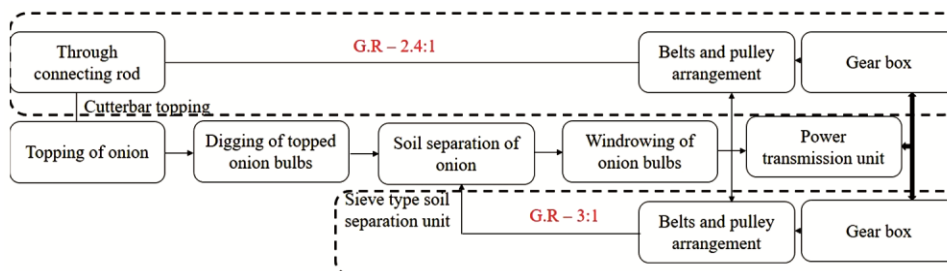 Through
connecting rod
G.R – 2.4:1
Belts and pulley
arrangement
Gear box
Cutterbar topping
Topping of onion
Digging of topped
onion bulbs
Soil separation of
onion
Windrowing of
onion bulbs
Power
transmission unit
Sieve type soil
separation unit
G.R – 3:1
Belts and pulley
arrangement
Gear box